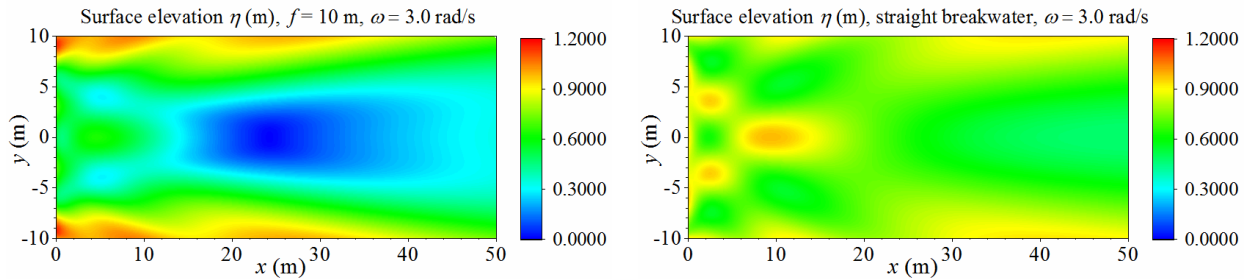 Surface elevation η (m), f = 10 m, ω = 3.0 rad/s
10
5
0
-5
-10
y (m)
0 10 20 30 40 50
x (m)
1.2000
0.9000
0.6000
0.3000
0.0000
Surface elevation η (m), straight breakwater, ω = 3.0 rad/s
10
5
0
-5
-10
y (m)
0 10 20 30 40 50
x (m)
1.2000
0.9000
0.6000
0.3000
0.0000